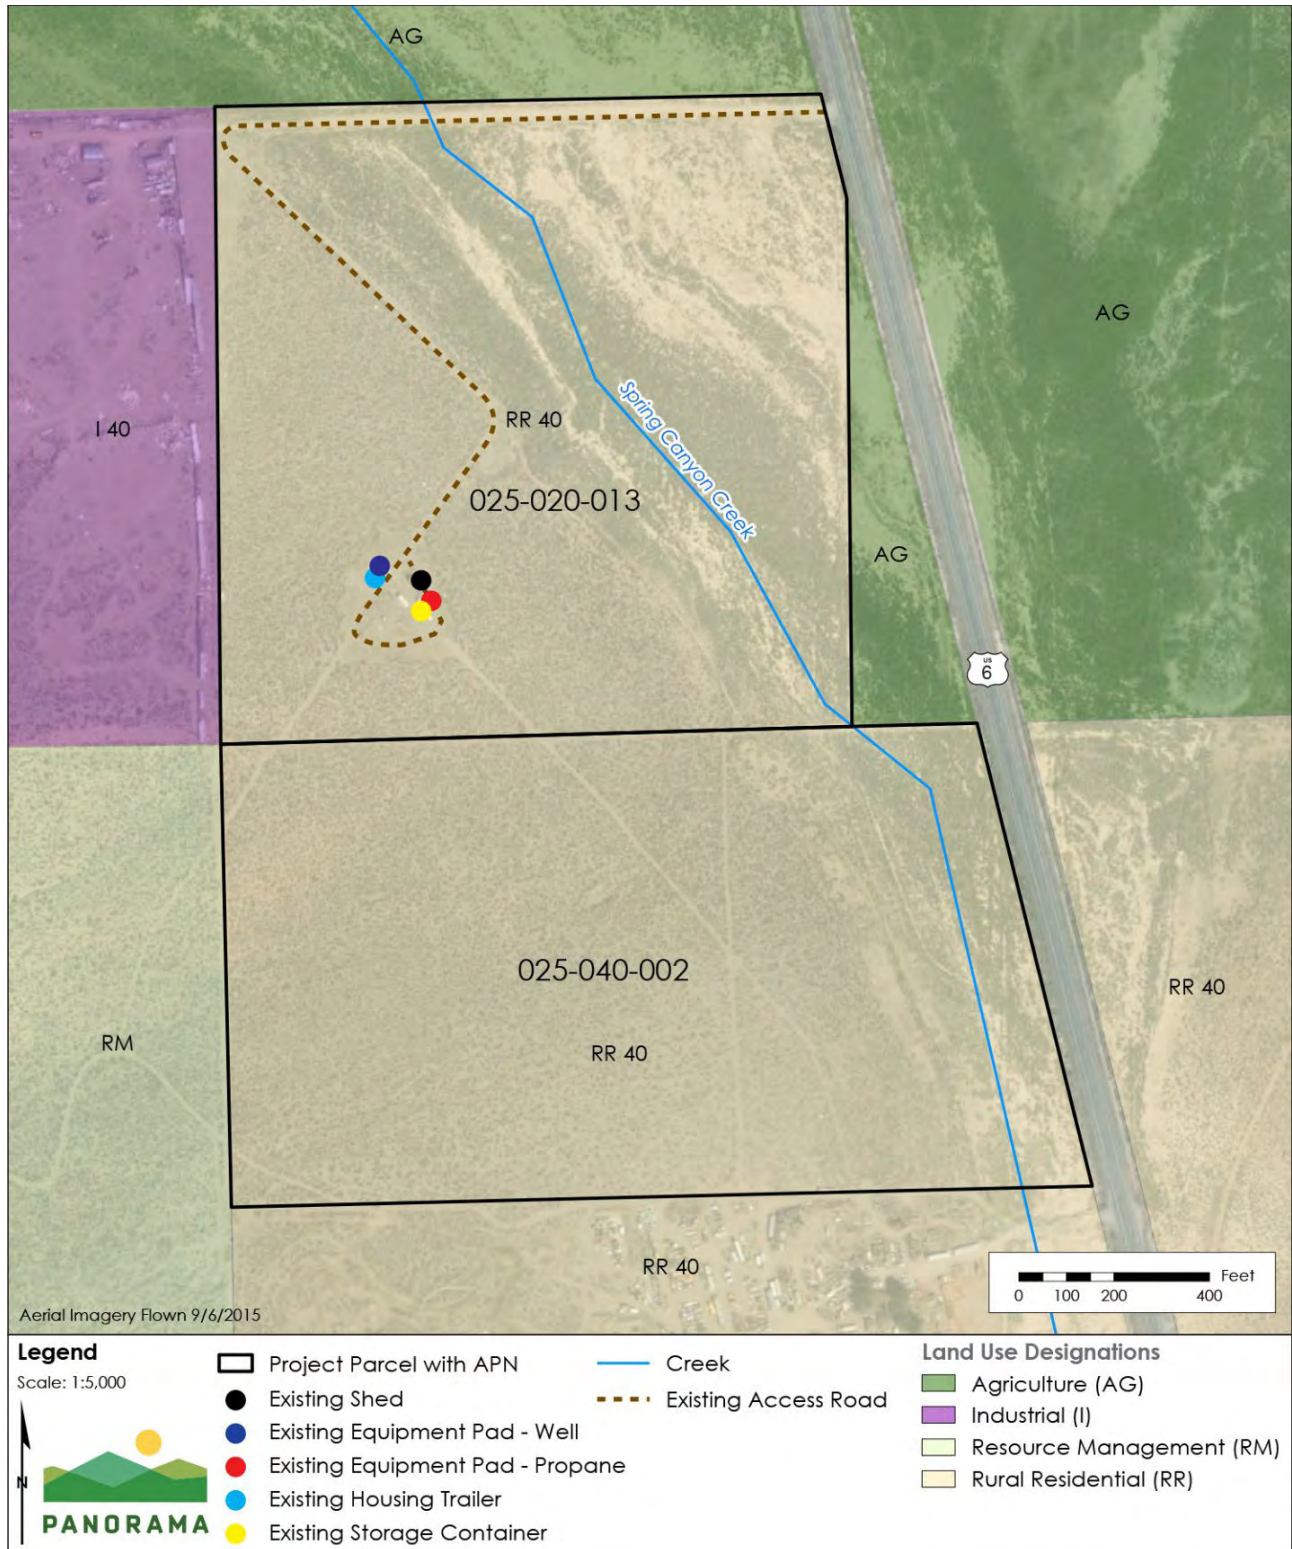 AG
AG
I 40
RR 40
Spring Canyon Creek
025-020-013
AG
US
6
025-040-002
RR 40
RR 40
RM
RR 40
Feet
0 100 200 400
Aerial Imagery Flown 9/6/2015
Legend
Scale: 1:5,000
N
PANORAMA
Project Parcel with APN
Existing Shed
Existing Equipment Pad - Well
Existing Equipment Pad - Propane
Existing Housing Trailer
Existing Storage Container
Creek
Existing Access Road
Land Use Designations
Agriculture (AG)
Industrial (I)
Resource Management (RM)
Rural Residential (RR)